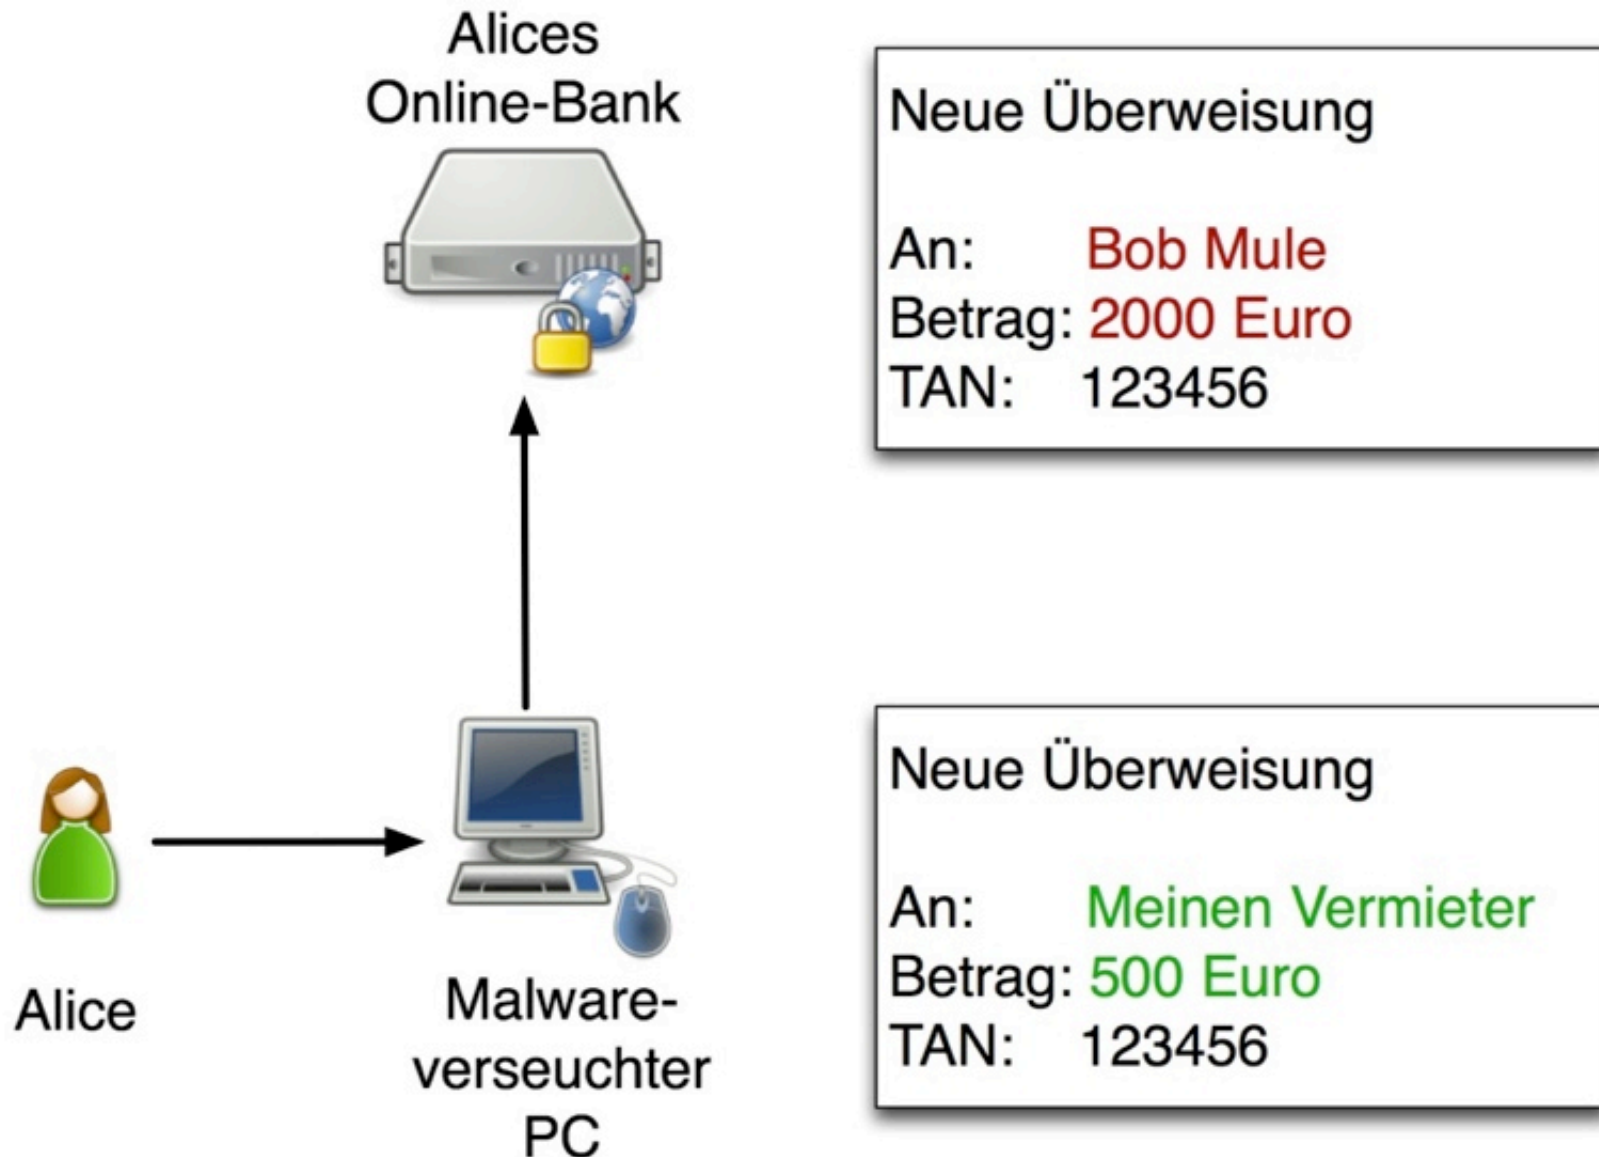 Alices
Online-Bank
Neue Überweisung
An: Bob Mule
Betrag: 2000 Euro
TAN: 123456
Alice
Malware-
verseuchter
PC
Neue Überweisung
An: Meinen Vermieter
Betrag: 500 Euro
TAN: 123456